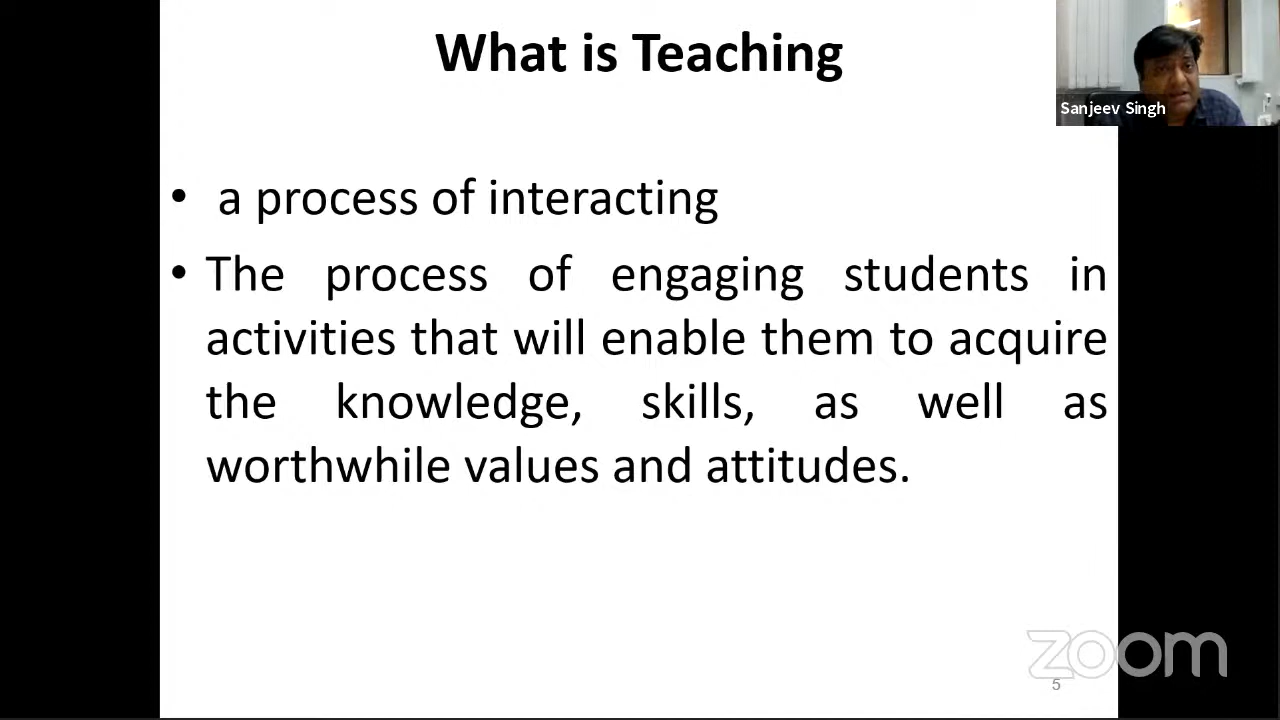 What is Teaching
Sanjeev Singh
• a process of interacting
• The process of engaging students in
activities that will enable them to acquire
the knowledge, skills, as well as
worthwhile values and attitudes.
zoom
5